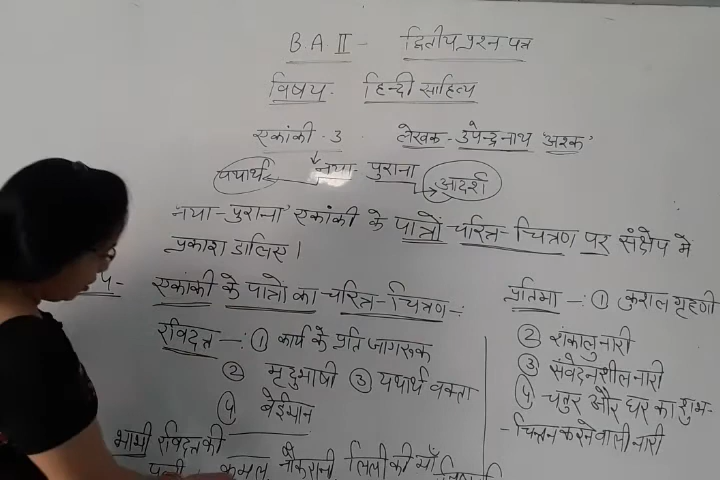 B.A II - द्वितीय प्रश्न पत्र
विषय. हिन्दी साहित्य
एकांकी . 3 लेखक - उपेन्द्रनाथ 'अश्क'
यथार्थ नया - पुराना आदर्श
नया-पुराना' एकांकी के पात्रों चरित्र-चित्रण पर संक्षेप में
प्रकाश डालिए ।
एकांकी के पात्रो का चरित्र-चित्रण -:
रविदत्त -: ① कार्य के प्रति जागरूक
② मृदुभाषी ③ यथार्थ वक्ता
④ बेईमान
भाभी रविदत्त की
पत्नी . कमल नौकरानी लिली की माँ
प्रतिमा -: ① कुशल गृहणी
② शंकालु नारी
③ संवेदनशील नारी
④ चतुर और घर का शुभ-
- चिन्तन करने वाली नारी